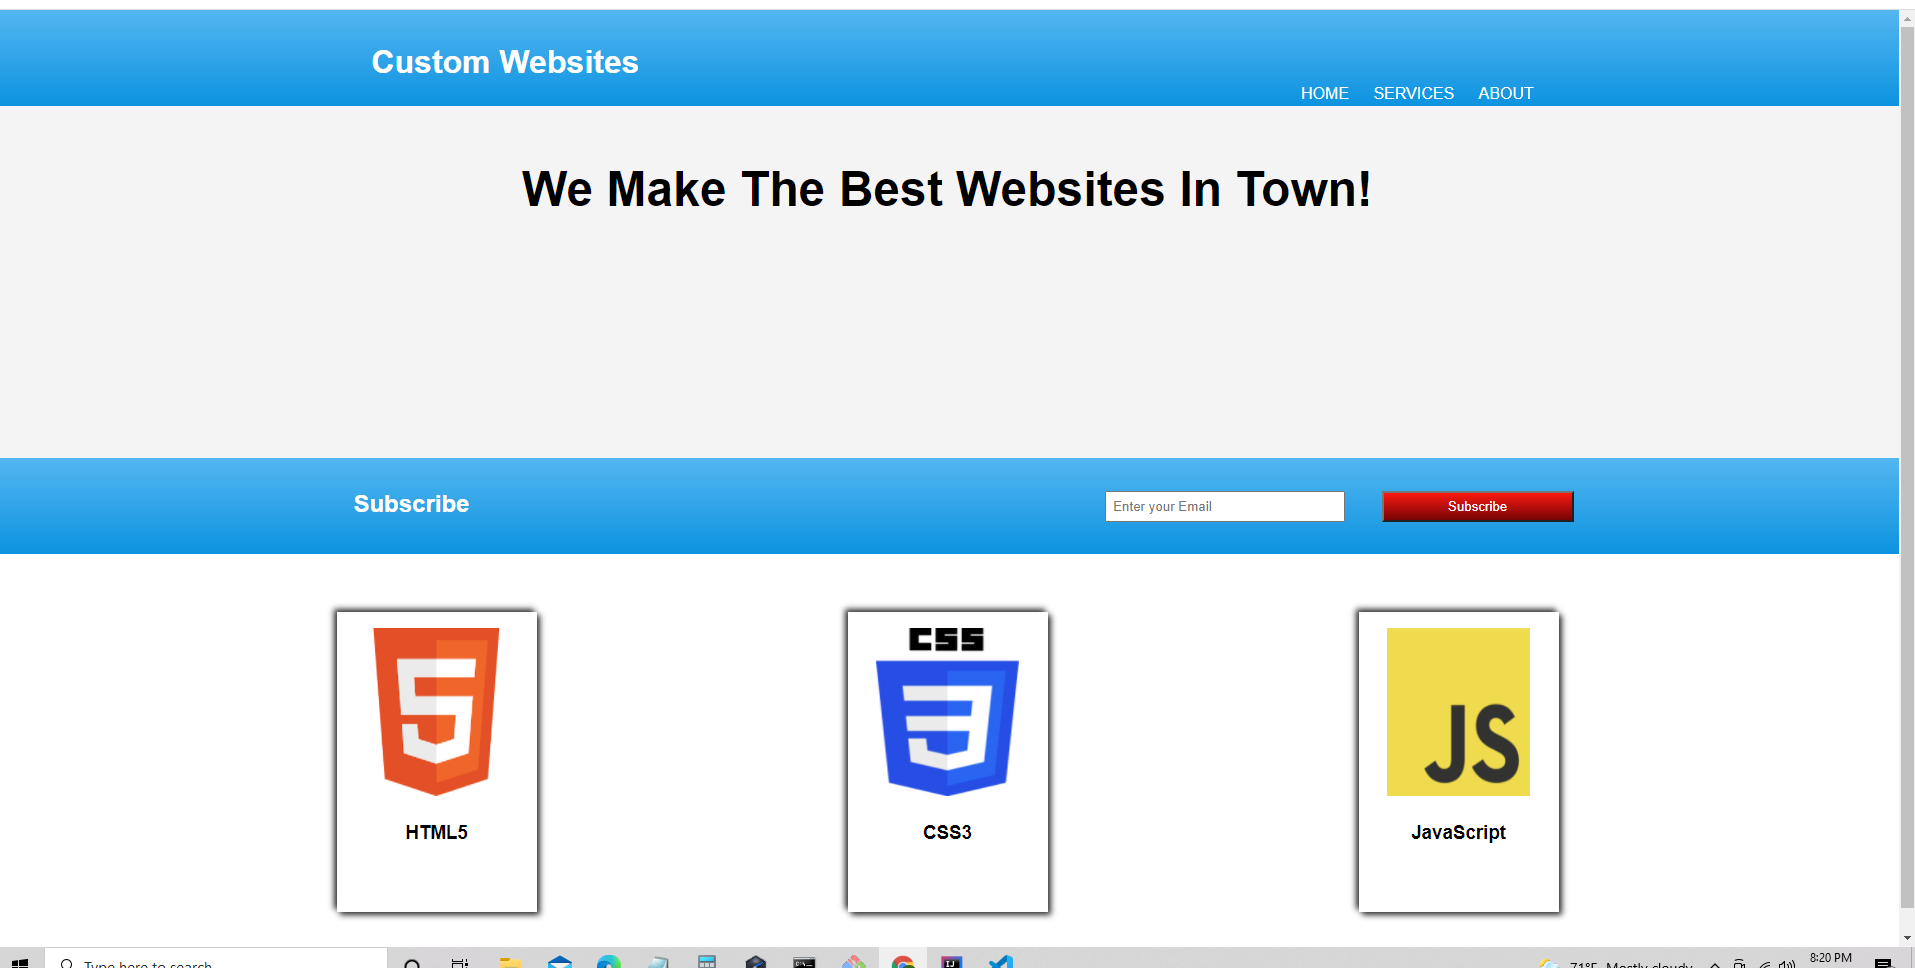 Custom Websites
HOME SERVICES ABOUT
We Make The Best Websites In Town!
Subscribe
Enter your Email
Subscribe
5
CSS
3
JS
HTML5
CSS3
JavaScript
Type here to search
IJ
71°F Mostly cloudy
8:20 PM